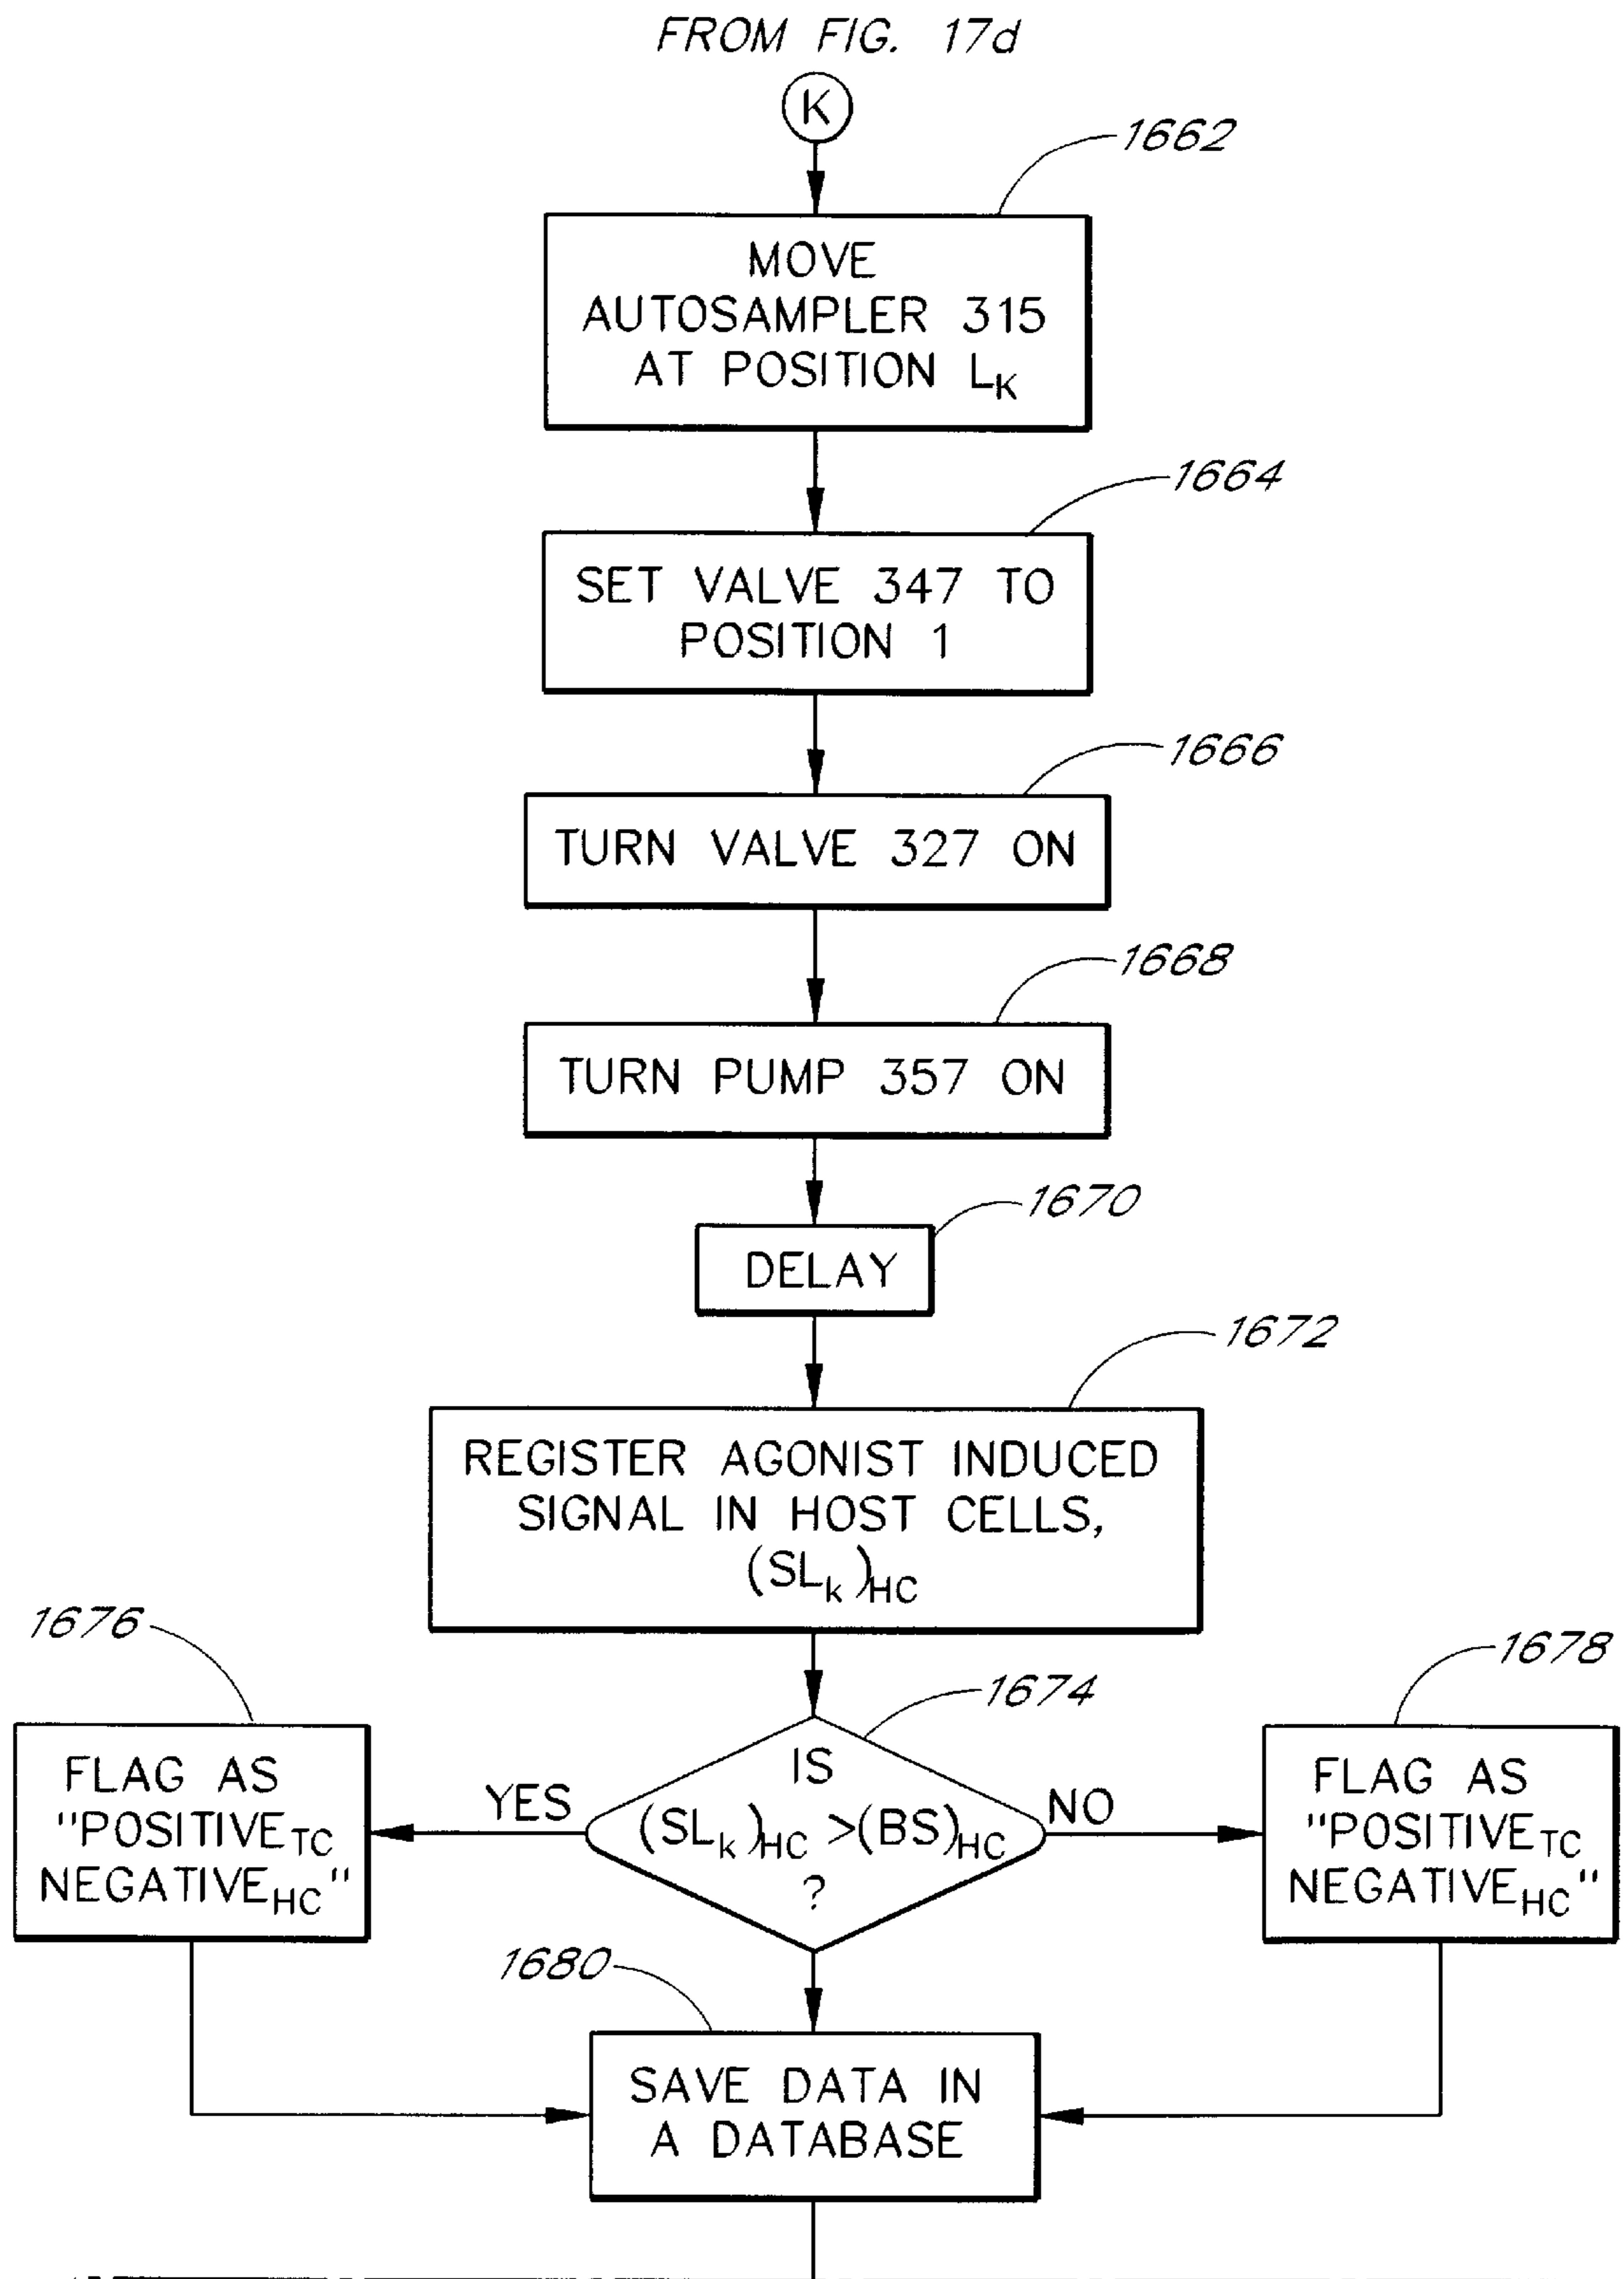 FROM FIG. 17d
K
1662
MOVE
AUTOSAMPLER 315
AT POSITION LK
1664
SET VALVE 347 TO
POSITION 1
1666
TURN VALVE 327 ON
1668
TURN PUMP 357 ON
1670
DELAY
1672
REGISTER AGONIST INDUCED
SIGNAL IN HOST CELLS,
(SLk)HC
1676
FLAG AS
"POSITIVETC
NEGATIVEHC"
YES
1674
IS
(SLk)HC >(BS)HC
?
NO
1678
FLAG AS
"POSITIVETC
NEGATIVEHC"
1680
SAVE DATA IN
A DATABASE